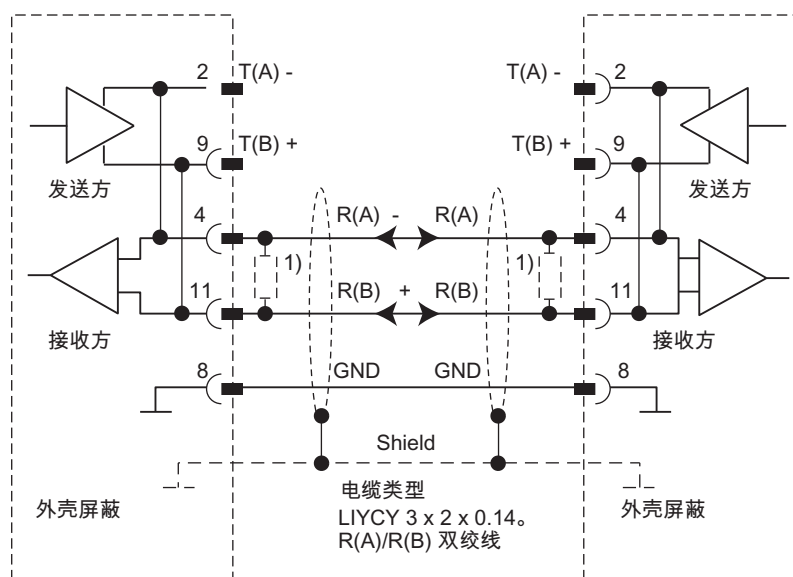 2 T(A) - T(A) - 2
9 T(B) + T(B) + 9
发送方 发送方
4 R(A) - R(A) 4
1) 1)
11 R(B) + R(B) 11
接收方 接收方
8 GND GND 8
Shield
外壳屏蔽 电缆类型 外壳屏蔽
LIYCY 3 x 2 x 0.14。
R(A)/R(B) 双绞线